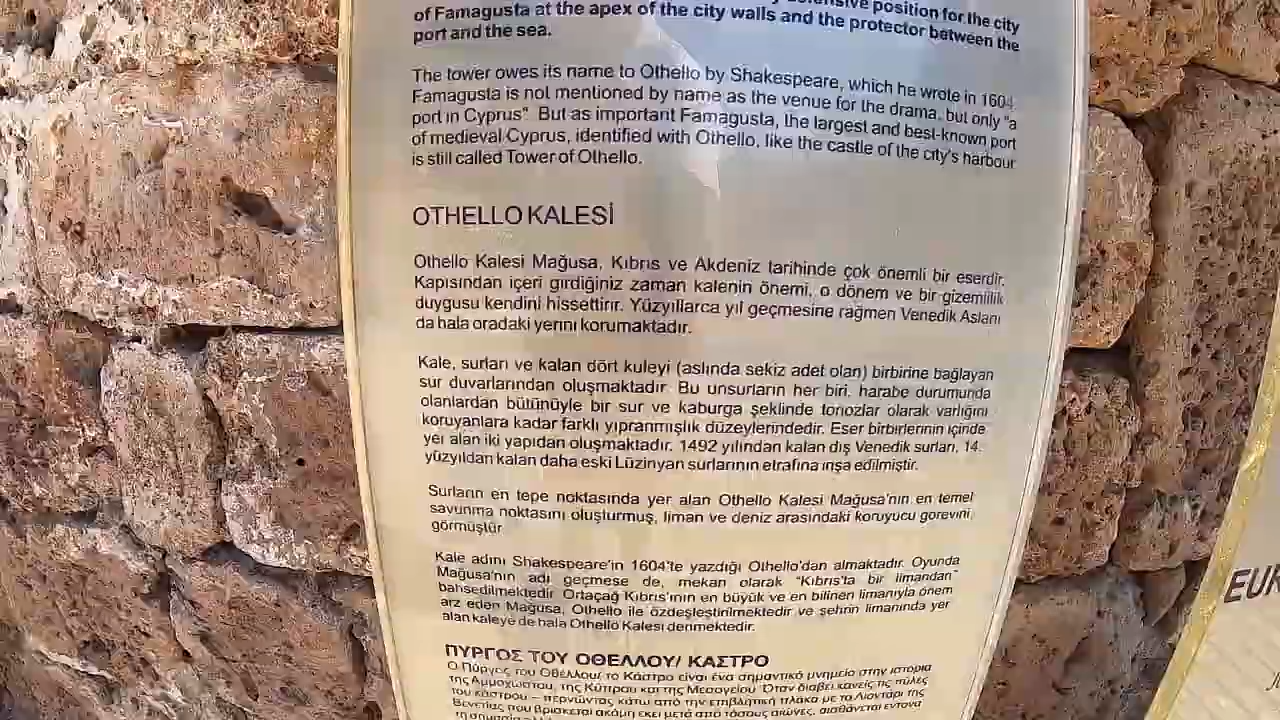 ensive position for the city
of Famagusta at the apex of the city walls and the protector between the
port and the sea.
The tower owes its name to Othello by Shakespeare, which he wrote in 1604.
Famagusta is not mentioned by name as the venue for the drama, but only "a
port in Cyprus". But as important Famagusta, the largest and best-known port
of medieval Cyprus, identified with Othello, like the castle of the city's harbour
is still called Tower of Othello.
OTHELLO KALESİ
Othello Kalesi Mağusa, Kıbrıs ve Akdeniz tarihinde çok önemli bir eserdir.
Kapısından içeri girdiğiniz zaman kalenin önemi, o dönem ve bir gizemlilik
duygusu kendini hissettirir. Yüzyıllarca yıl geçmesine rağmen Venedik Aslanı
da hala oradaki yerini korumaktadır.
Kale, surları ve kalan dört kuleyi (aslında sekiz adet olan) birbirine bağlayan
sur duvarlarından oluşmaktadır. Bu unsurların her biri, harabe durumunda
olanlardan bütünüyle bir sur ve kaburga şeklinde tonozlar olarak varlığını
koruyanlara kadar farklı yıpranmışlık düzeylerindedir. Eser birbirlerinin içinde
yer alan iki yapıdan oluşmaktadır. 1492 yılından kalan dış Venedik surları, 14.
yüzyıldan kalan daha eski Lüzinyan surlarının etrafına inşa edilmiştir.
Surların en tepe noktasında yer alan Othello Kalesi Mağusa'nın en temel
savunma noktasını oluşturmuş, liman ve deniz arasındaki koruyucu görevini
görmüştür.
Kale adını Shakespeare'in 1604'te yazdığı Othello'dan almaktadır. Oyunda
Mağusa'nın adı geçmese de, mekan olarak "Kıbrıs'ta bir limandan"
bahsedilmektedir. Ortaçağ Kıbrıs'ının en büyük ve en bilinen limanıyla önem
arz eden Mağusa, Othello ile özdeşleştirilmektedir ve şehrin limanında yer
alan kaleye de hala Othello Kalesi denmektedir.
ΠΥΡΓΟΣ ΤΟΥ ΟΘΕΛΛΟΥ/ ΚΑΣΤΡΟ
Ο Πύργος του Οθέλλου/ το Κάστρο είναι ένα σημαντικό μνημείο στην ιστορία
της Αμμοχώστου, της Κύπρου και της Μεσογείου. Όταν διαβεί κανείς τις πύλες
του κάστρου – περνώντας κάτω από την επιβλητική πλάκα με το Λιοντάρι της
Βενετίας που βρίσκεται ακόμη εκεί μετά από τόσους αιώνες, αισθάνεται έντονα
EUR